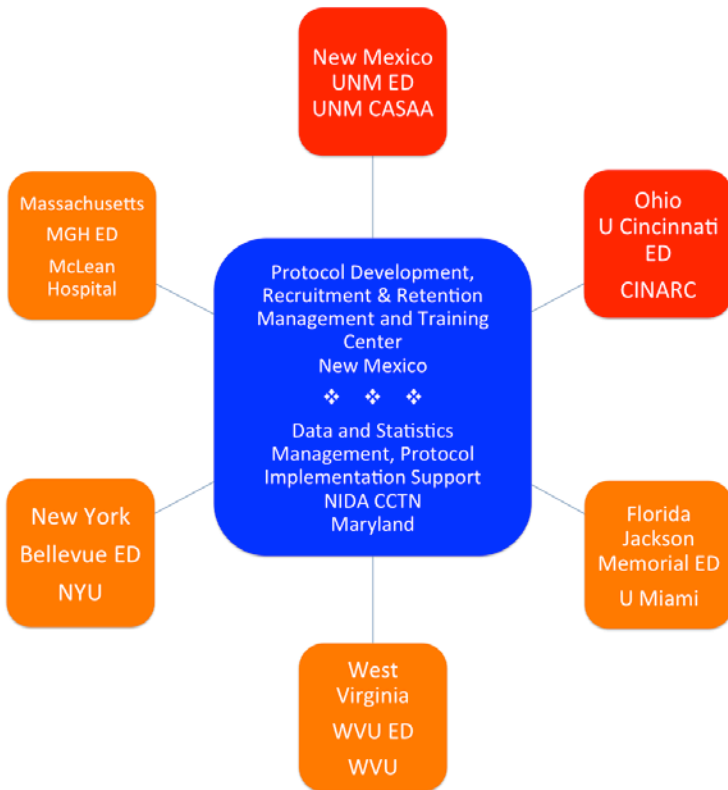 New Mexico
UNM ED
UNM CASAA
Massachusetts
MGH ED
McLean
Hospital
Ohio
U Cincinnati
ED
CINARC
Protocol Development,
Recruitment & Retention
Management and Training
Center
New Mexico
❖ ❖ ❖
Data and Statistics
Management, Protocol
Implementation Support
NIDA CCTN
Maryland
New York
Bellevue ED
NYU
Florida
Jackson
Memorial ED
U Miami
West
Virginia
WVU ED
WVU